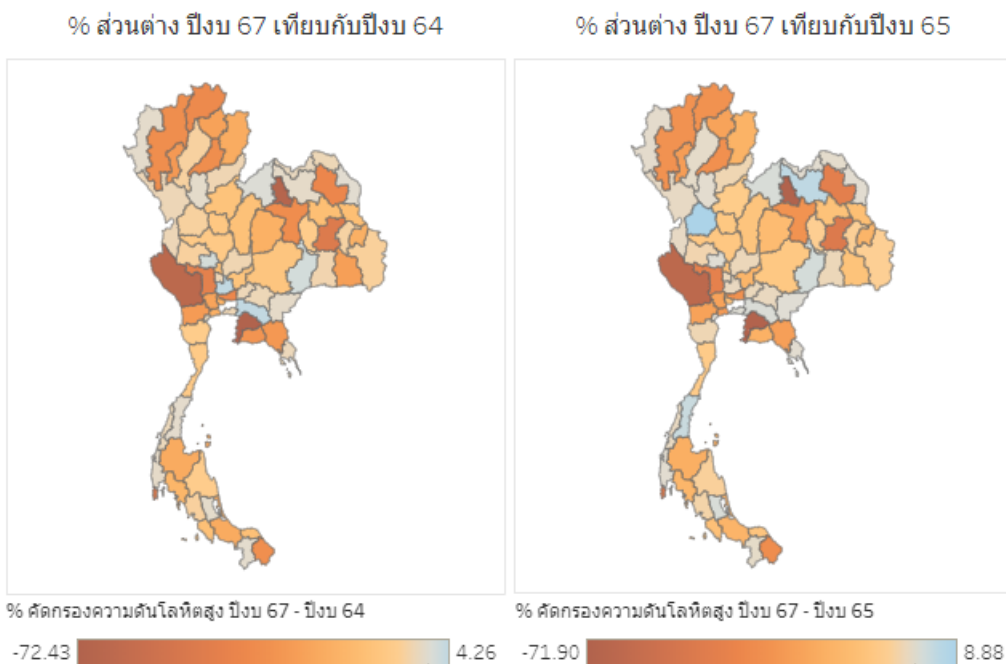 % ส่วนต่าง ปีงบ 67 เทียบกับปีงบ 64
% ส่วนต่าง ปีงบ 67 เทียบกับปีงบ 65
% คัดกรองความดันโลหิตสูง ปีงบ 67 - ปีงบ 64
% คัดกรองความดันโลหิตสูง ปีงบ 67 - ปีงบ 65
-72.43 4.26
-71.90 8.88